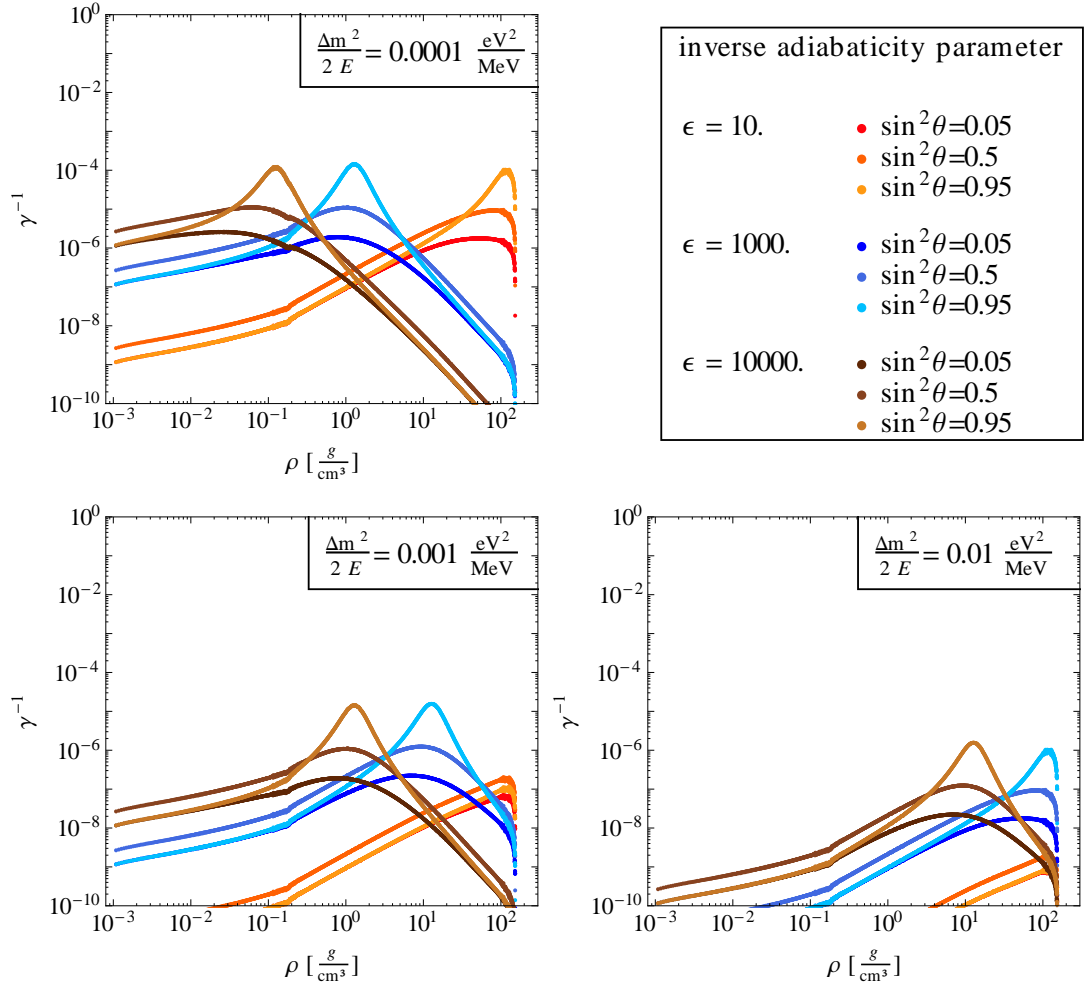 Δm² / 2 E = 0.0001 eV² / MeV
10⁰
10⁻²
10⁻⁴
10⁻⁶
10⁻⁸
10⁻¹⁰
γ⁻¹
10⁻³ 10⁻² 10⁻¹ 10⁰ 10¹ 10²
ρ [ g / cm³ ]
inverse adiabaticity parameter
ϵ = 10. sin²θ=0.05
sin²θ=0.5
sin²θ=0.95
ϵ = 1000. sin²θ=0.05
sin²θ=0.5
sin²θ=0.95
ϵ = 10000. sin²θ=0.05
sin²θ=0.5
sin²θ=0.95
Δm² / 2 E = 0.001 eV² / MeV
10⁰
10⁻²
10⁻⁴
10⁻⁶
10⁻⁸
10⁻¹⁰
γ⁻¹
10⁻³ 10⁻² 10⁻¹ 10⁰ 10¹ 10²
ρ [ g / cm³ ]
Δm² / 2 E = 0.01 eV² / MeV
10⁰
10⁻²
10⁻⁴
10⁻⁶
10⁻⁸
10⁻¹⁰
γ⁻¹
10⁻³ 10⁻² 10⁻¹ 10⁰ 10¹ 10²
ρ [ g / cm³ ]